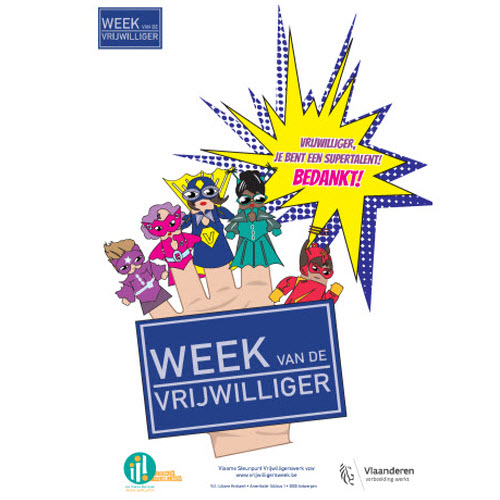 WEEK VAN DE
VRIJWILLIGER
VRIJWILLIGER,
JE BENT EEN SUPERTALENT!
BEDANKT!
V
WEEK VAN DE
VRIJWILLIGER
Vlaams Steunpunt Vrijwilligerswerk vzw
www.vrijwilligersweek.be
Vlaanderen
verbeelding werkt